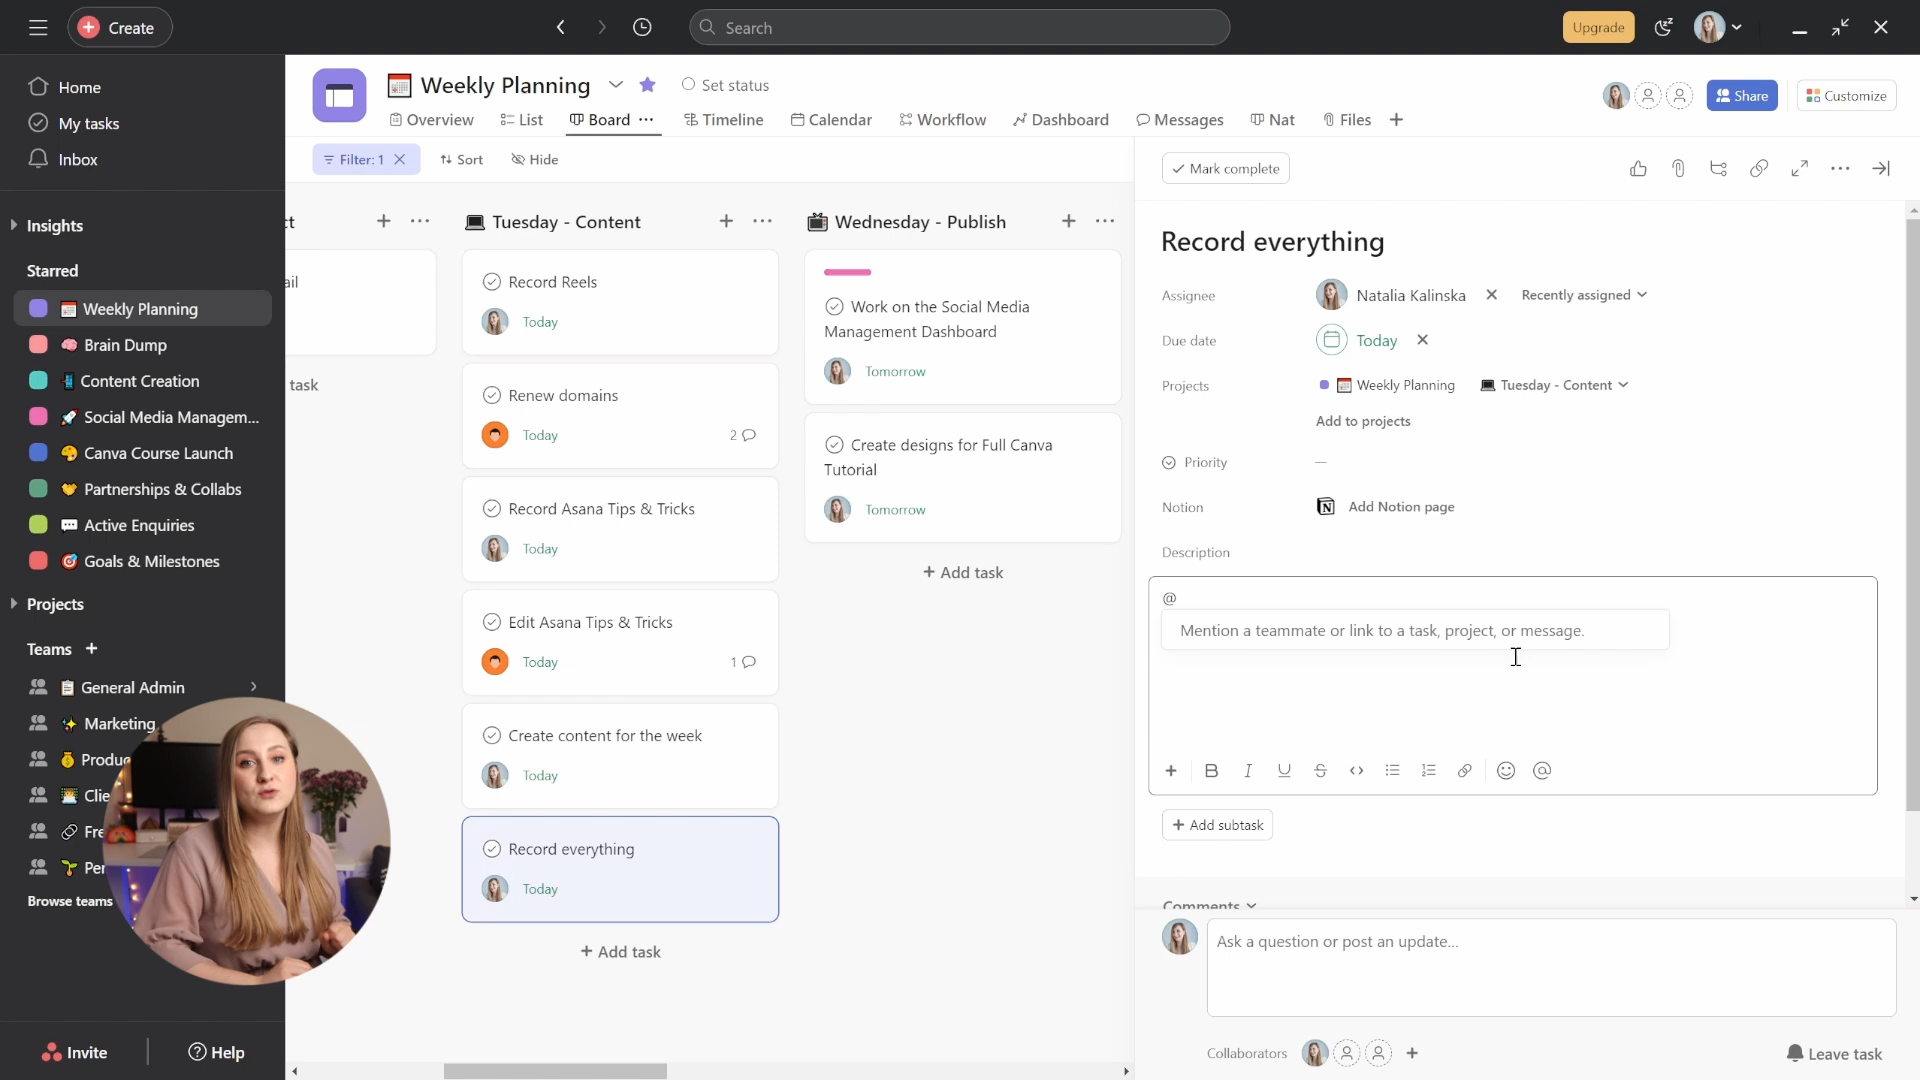 Create
Search
Upgrade
Home
My tasks
Inbox
Insights
Starred
Weekly Planning
Brain Dump
Content Creation
Social Media Managem...
Canva Course Launch
Partnerships & Collabs
Active Enquiries
Goals & Milestones
Projects
Teams
General Admin
Marketing
Produc
Clie
Fre
Per
Browse teams
Invite
Help
Weekly Planning
Set status
Share
Customize
Overview
List
Board
Timeline
Calendar
Workflow
Dashboard
Messages
Nat
Files
Filter: 1
Sort
Hide
ct
ail
task
Tuesday - Content
Record Reels
Today
Renew domains
Today
2
Record Asana Tips & Tricks
Today
Edit Asana Tips & Tricks
Today
1
Create content for the week
Today
Record everything
Today
+ Add task
Wednesday - Publish
Work on the Social Media
Management Dashboard
Tomorrow
Create designs for Full Canva
Tutorial
Tomorrow
+ Add task
Mark complete
Record everything
Assignee
Natalia Kalinska
Recently assigned
Due date
Today
Projects
Weekly Planning
Tuesday - Content
Add to projects
Priority
—
Notion
Add Notion page
Description
@
Mention a teammate or link to a task, project, or message.
+ Add subtask
Comments
Ask a question or post an update...
Collaborators
Leave task